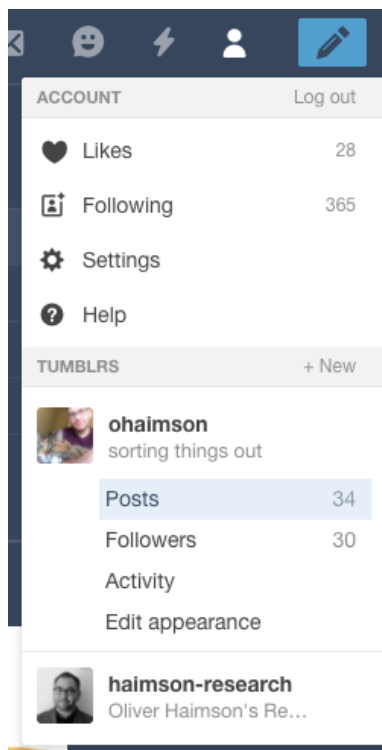 ACCOUNT Log out
Likes 28
Following 365
Settings
Help
TUMBLRS + New
ohaimson
sorting things out
Posts 34
Followers 30
Activity
Edit appearance
haimson-research
Oliver Haimson's Re...